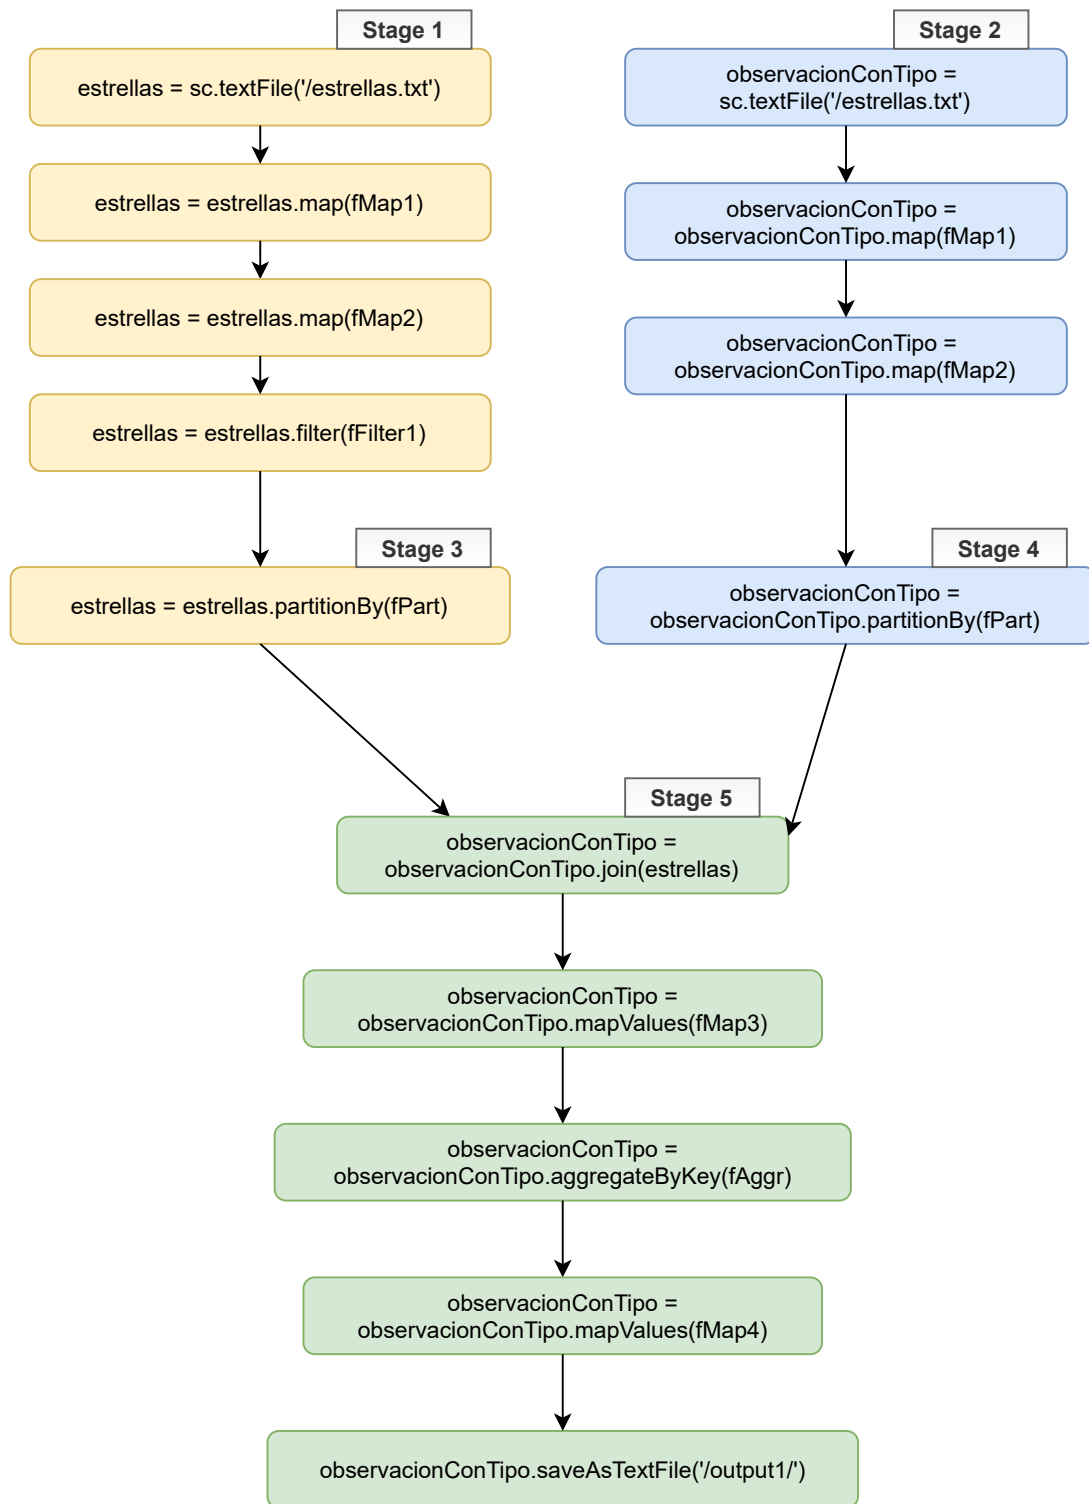 Stage 1
estrellas = sc.textFile('/estrellas.txt')
estrellas = estrellas.map(fMap1)
estrellas = estrellas.map(fMap2)
estrellas = estrellas.filter(fFilter1)
Stage 2
observacionConTipo =
sc.textFile('/estrellas.txt')
observacionConTipo =
observacionConTipo.map(fMap1)
observacionConTipo =
observacionConTipo.map(fMap2)
Stage 3
estrellas = estrellas.partitionBy(fPart)
Stage 4
observacionConTipo =
observacionConTipo.partitionBy(fPart)
Stage 5
observacionConTipo =
observacionConTipo.join(estrellas)
observacionConTipo =
observacionConTipo.mapValues(fMap3)
observacionConTipo =
observacionConTipo.aggregateByKey(fAggr)
observacionConTipo =
observacionConTipo.mapValues(fMap4)
observacionConTipo.saveAsTextFile('/output1/')